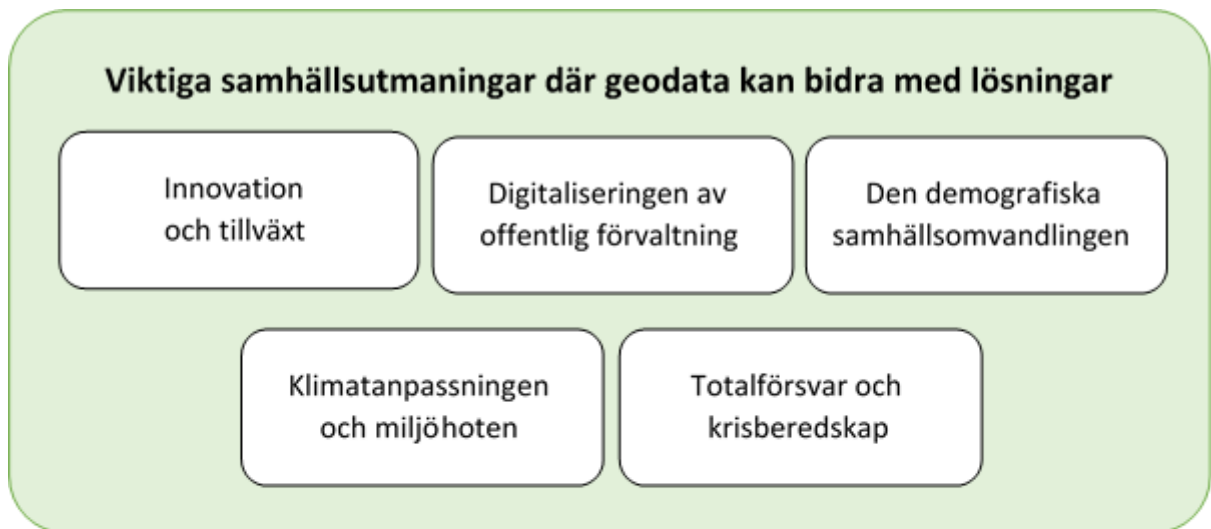 Viktiga samhällsutmaningar där geodata kan bidra med lösningar
Innovation
och tillväxt
Digitaliseringen av
offentlig förvaltning
Den demografiska
samhällsomvandlingen
Klimatanpassningen
och miljöhoten
Totalförsvar och
krisberedskap